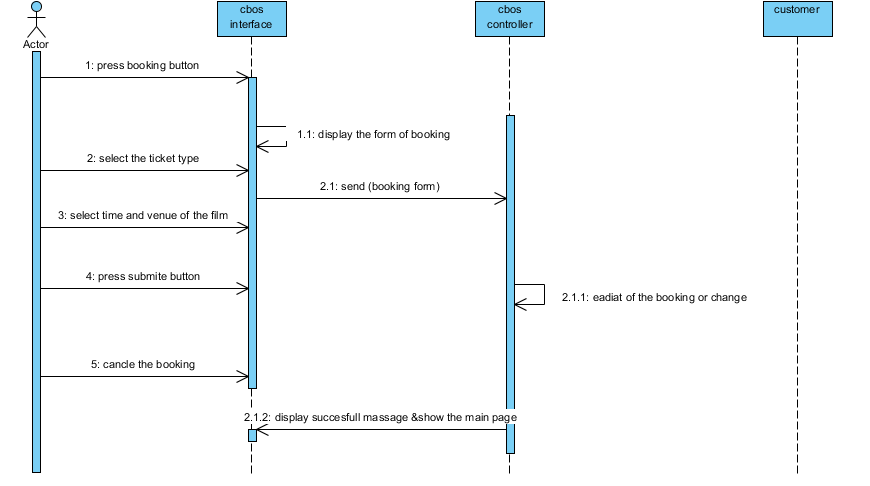 cbos
interface
cbos
controller
customer
Actor
1: press booking button
1.1: display the form of booking
2: select the ticket type
2.1: send (booking form)
3: select time and venue of the film
4: press submite button
2.1.1: eadiat of the booking or change
5: cancle the booking
2.1.2: display succesfull massage &show the main page